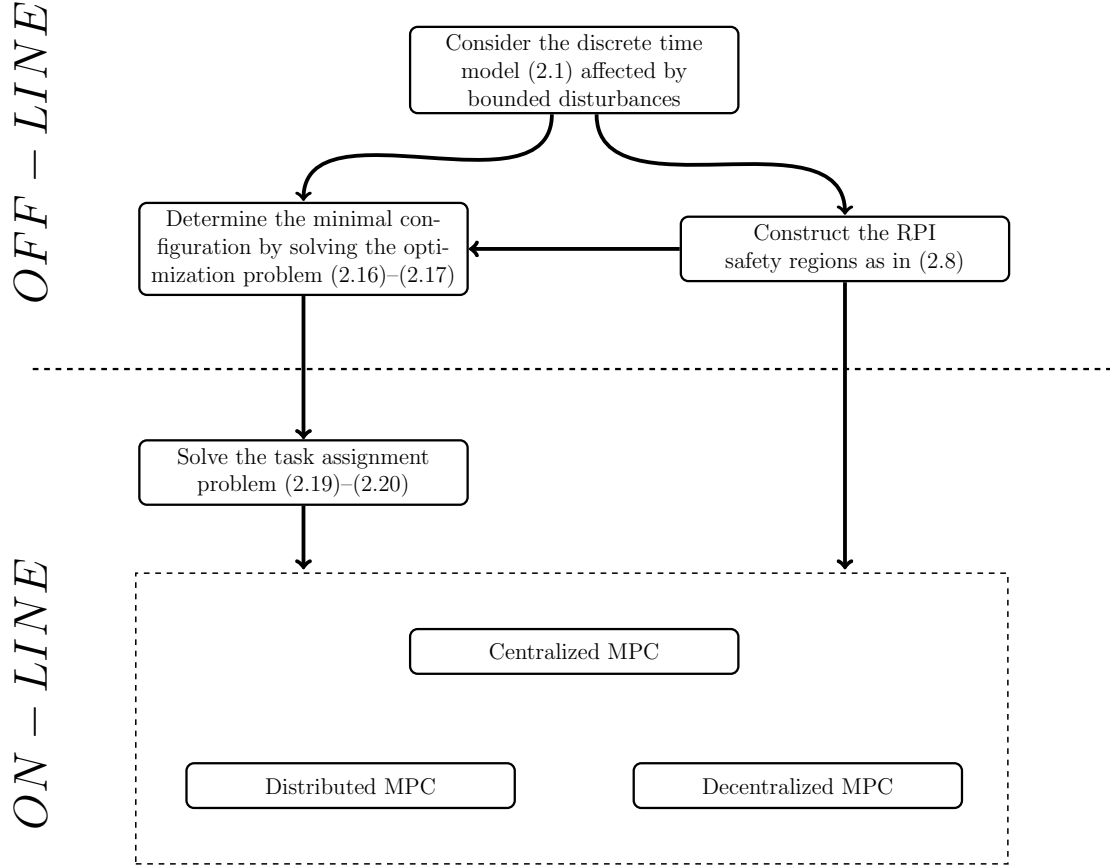 OFF – LINE
Consider the discrete time
model (2.1) affected by
bounded disturbances
Determine the minimal con-
figuration by solving the opti-
mization problem (2.16)–(2.17)
Construct the RPI
safety regions as in (2.8)
Solve the task assignment
problem (2.19)–(2.20)
ON – LINE
Centralized MPC
Distributed MPC
Decentralized MPC